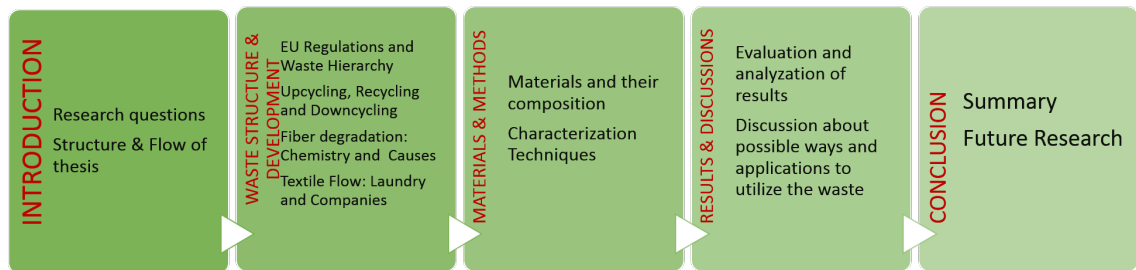 INTRODUCTION
Research questions
Structure & Flow of
thesis
WASTE STRUCTURE &
DEVELOPMENT
EU Regulations and
Waste Hierarchy
Upcycling, Recycling
and Downcycling
Fiber degradation:
Chemistry and Causes
Textile Flow: Laundry
and Companies
MATERIALS & METHODS
Materials and their
composition
Characterization
Techniques
RESULTS & DISCUSSIONS
Evaluation and
analyzation of
results
Discussion about
possible ways and
applications to
utilize the waste
CONCLUSION
Summary
Future Research